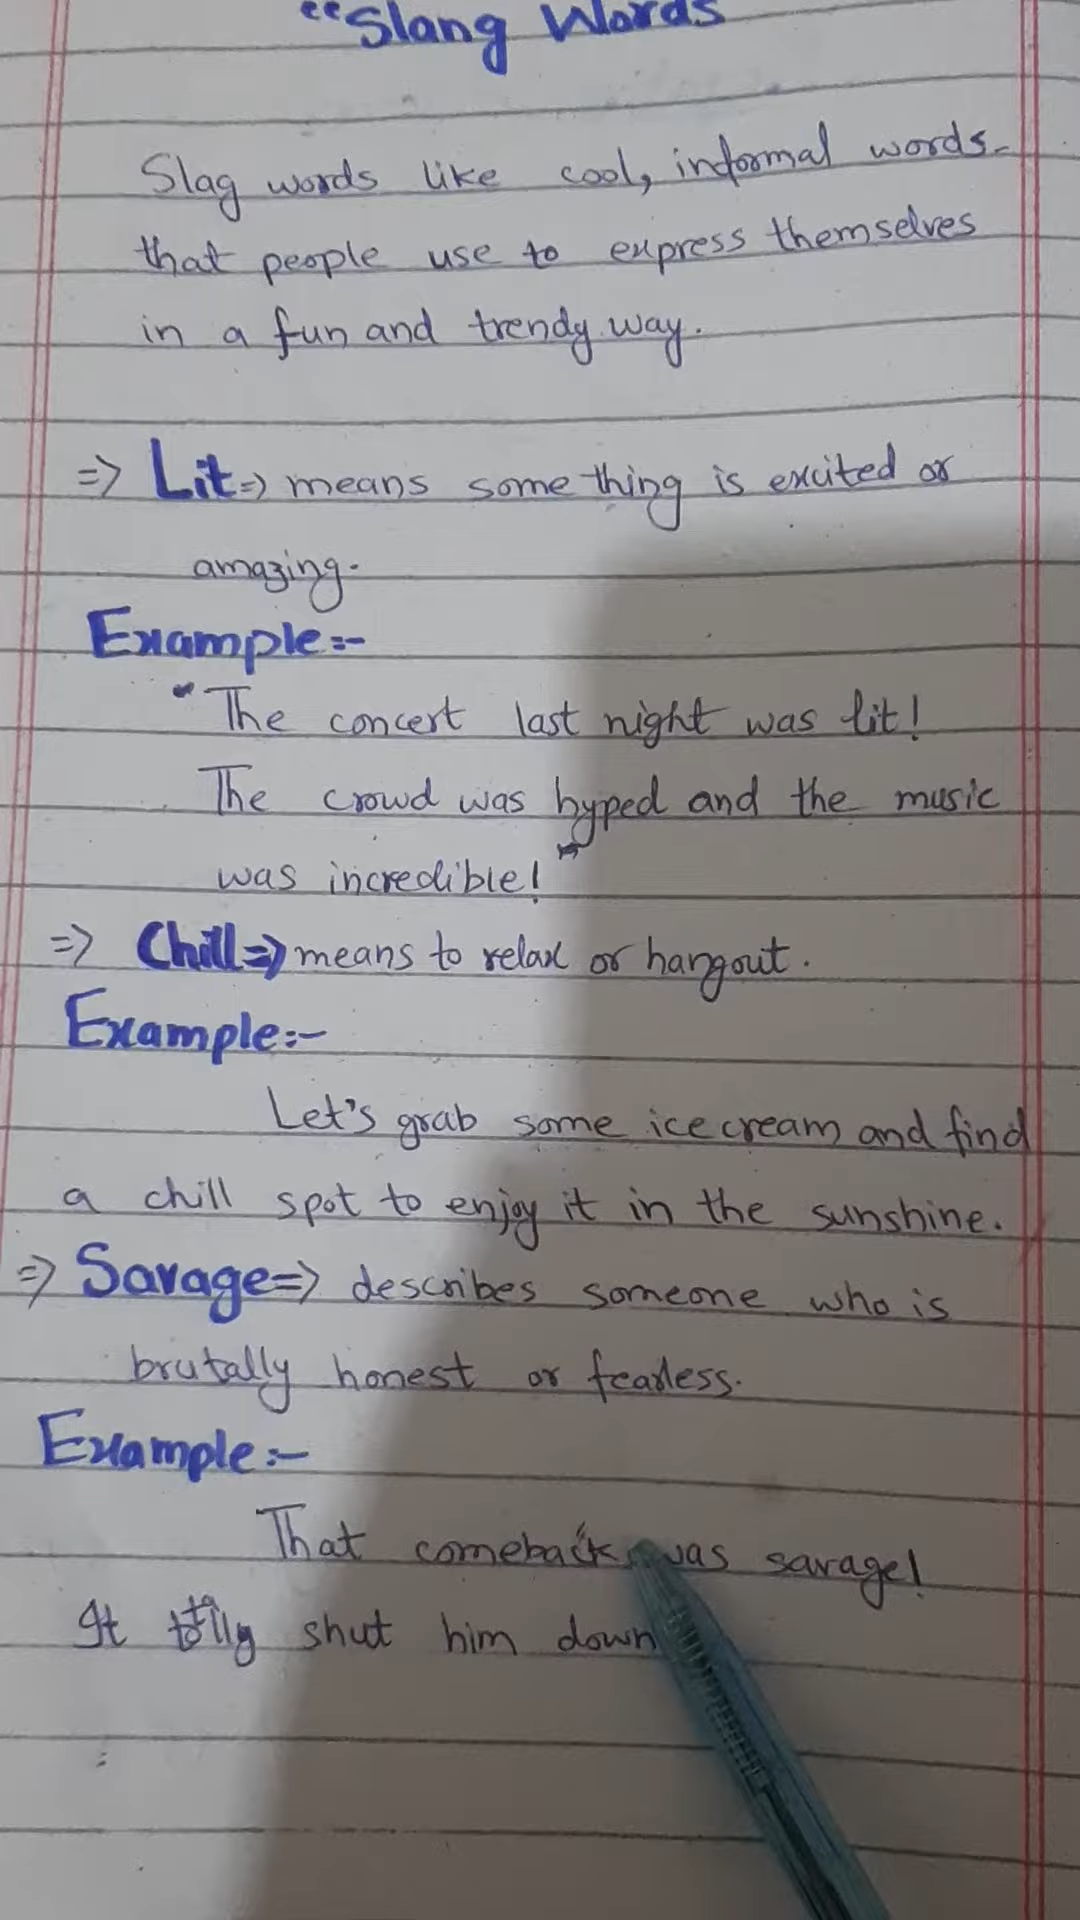 “Slang Words
Slag words like cool, informal words
that people use to express themselves
in a fun and trendy way.
=> Lit => means something is excited or
amazing.
Example:-
"The concert last night was lit!
The crowd was hyped and the music
was incredible!"
=> Chill => means to relax or hangout.
Example:-
Let's grab some icecream and find
a chill spot to enjoy it in the sunshine.
=> Savage => describes someone who is
brutally honest or fearless.
Example:-
That comeback was savage!
It shut him down